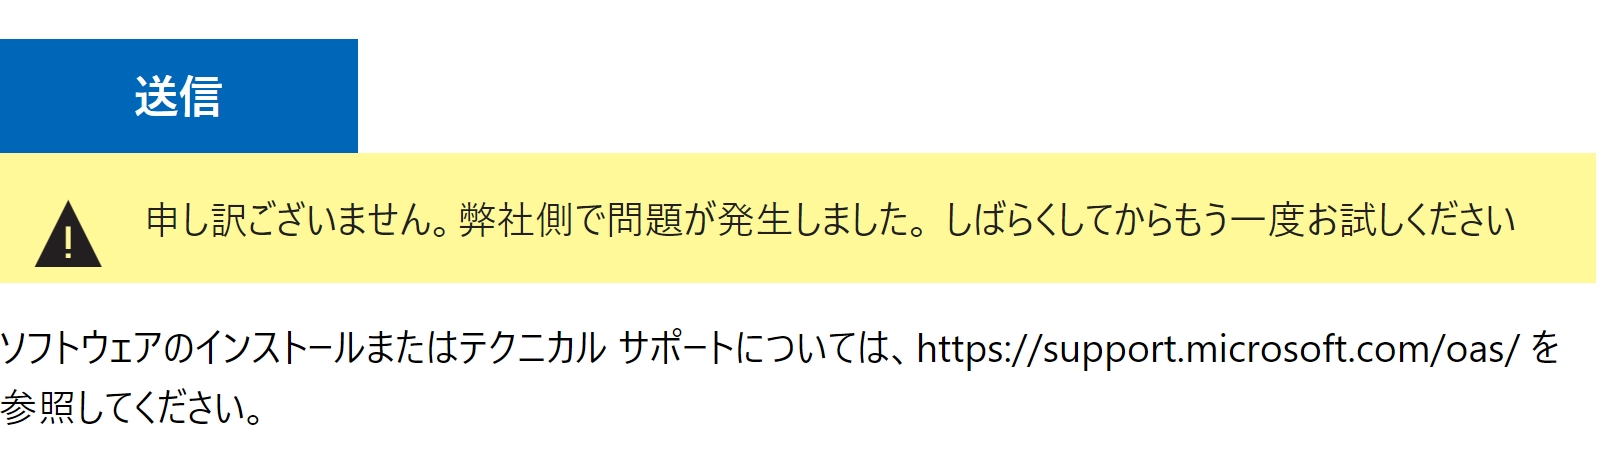 送信
申し訳ございません。弊社側で問題が発生しました。 しばらくしてからもう一度お試しください
ソフトウェアのインストールまたはテクニカル サポートについては、https://support.microsoft.com/oas/ を
参照してください。